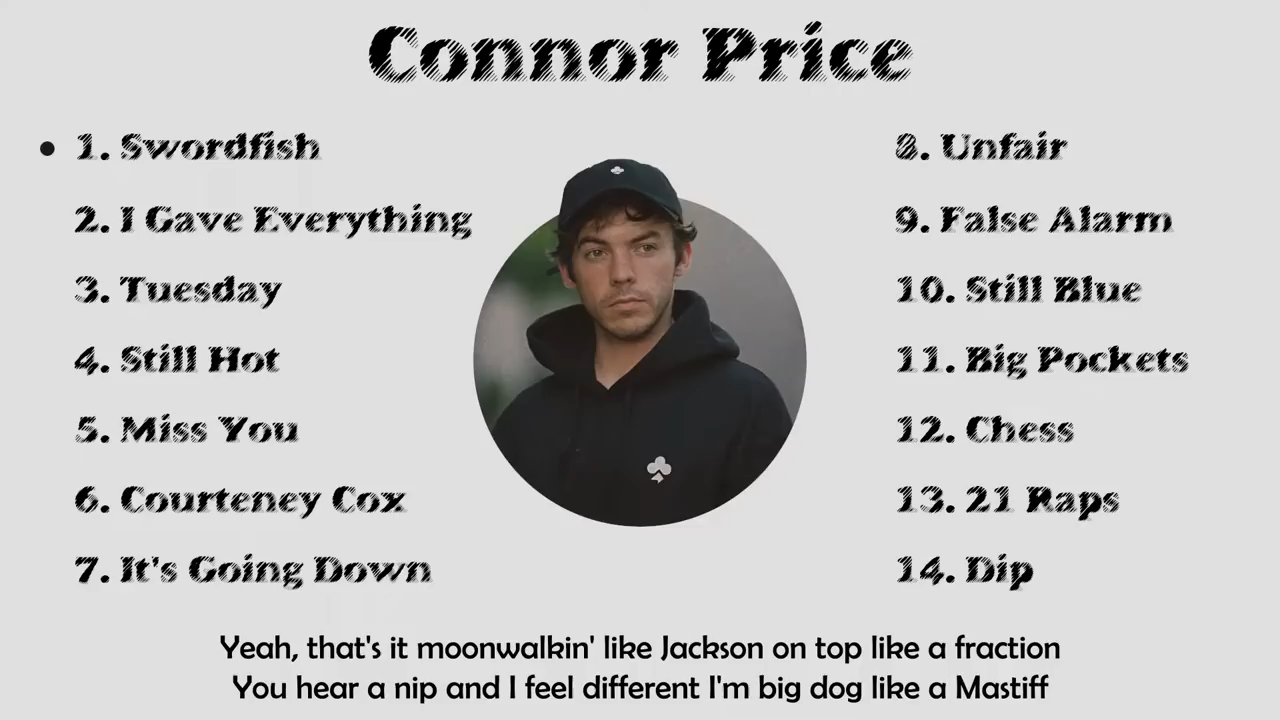 Connor Price
1. Swordfish
2. I Gave Everything
3. Tuesday
4. Still Hot
5. Miss You
6. Courteney Cox
7. It's Going Down
8. Unfair
9. False Alarm
10. Still Blue
11. Big Pockets
12. Chess
13. 21 Raps
14. Dip
Yeah, that's it moonwalkin' like Jackson on top like a fraction
You hear a nip and I feel different I'm big dog like a Mastiff